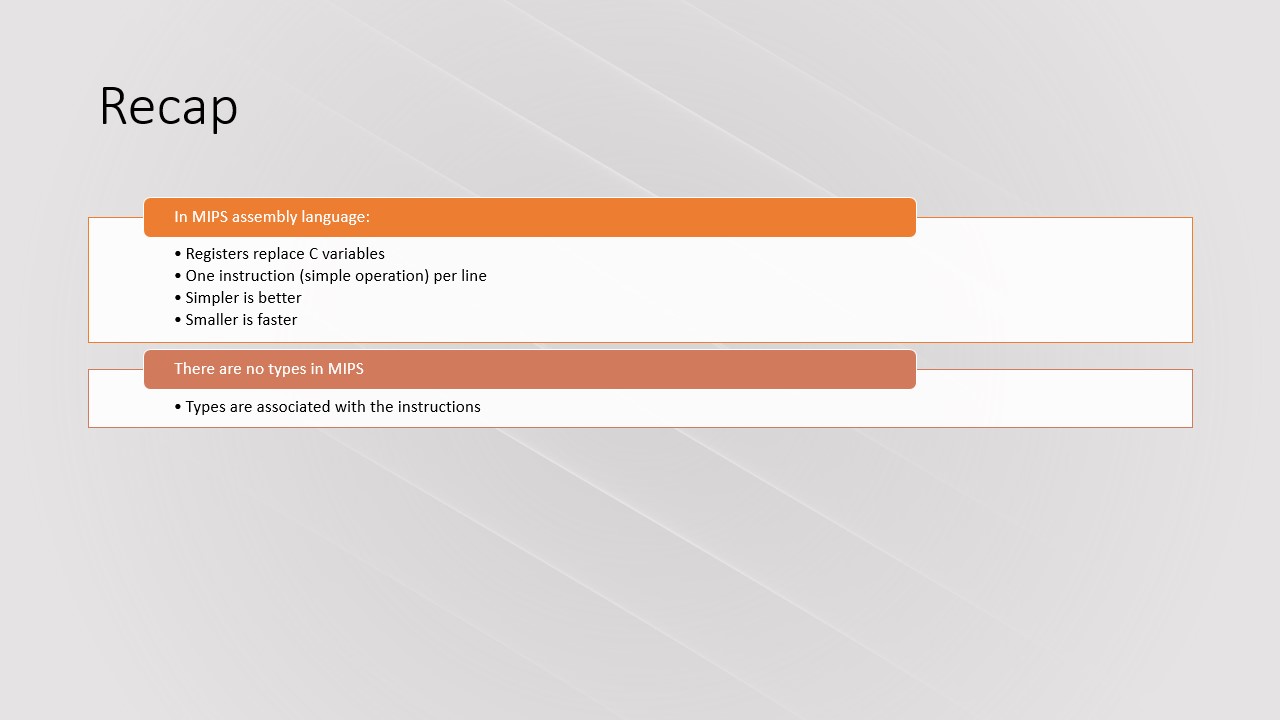 Recap
In MIPS assembly language:
• Registers replace C variables
• One instruction (simple operation) per line
• Simpler is better
• Smaller is faster
There are no types in MIPS
• Types are associated with the instructions